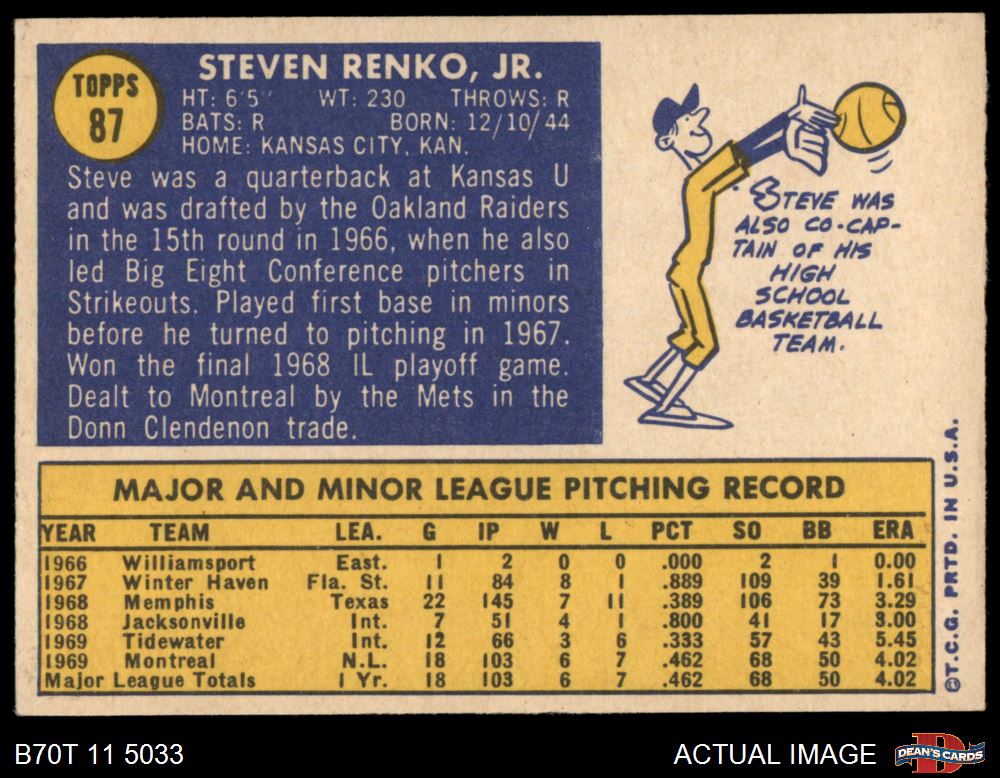 TOPPS
87
STEVEN RENKO, JR.
HT: 6'5" WT: 230 THROWS: R
BATS: R BORN: 12/10/44
HOME: KANSAS CITY, KAN.
Steve was a quarterback at Kansas U
and was drafted by the Oakland Raiders
in the 15th round in 1966, when he also
led Big Eight Conference pitchers in
Strikeouts. Played first base in minors
before he turned to pitching in 1967.
Won the final 1968 IL playoff game.
Dealt to Montreal by the Mets in the
Donn Clendenon trade.
STEVE WAS
ALSO CO-CAP-
TAIN OF HIS
HIGH
SCHOOL
BASKETBALL
TEAM.
MAJOR AND MINOR LEAGUE PITCHING RECORD
YEAR TEAM LEA. G IP W L PCT SO BB ERA
1966 Williamsport East. 1 2 0 0 .000 2 1 0.00
1967 Winter Haven Fla. St. 11 84 8 1 .889 109 39 1.61
1968 Memphis Texas 22 145 7 11 .389 106 73 3.29
1968 Jacksonville Int. 7 51 4 1 .800 41 17 3.00
1969 Tidewater Int. 12 66 3 6 .333 57 43 5.45
1969 Montreal N.L. 18 103 6 7 .462 68 50 4.02
Major League Totals 1 Yr. 18 103 6 7 .462 68 50 4.02
©T.C.G. PRTD. IN U.S.A.
B70T 11 5033
ACTUAL IMAGE
DEAN'S CARDS